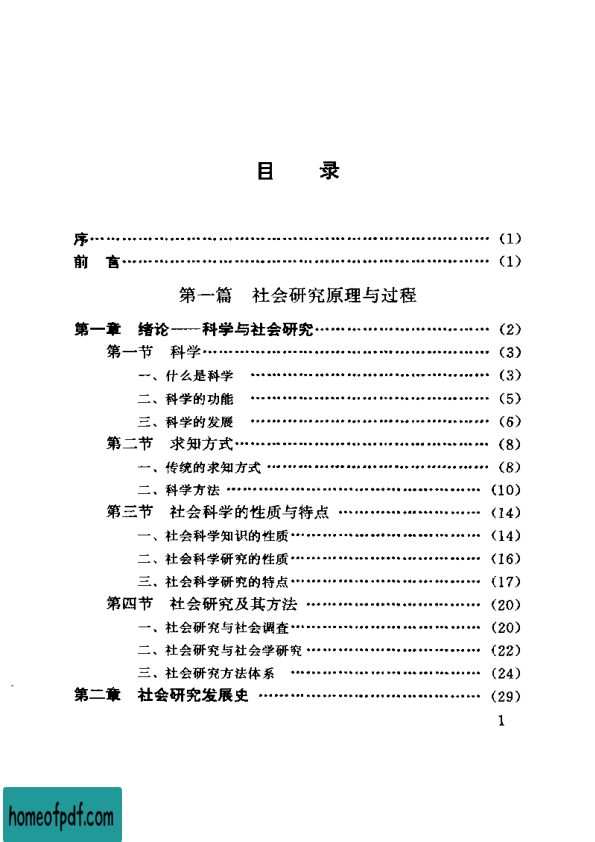 目 录
序…………………………………………………………（1）
前 言……………………………………………………（1）
第一篇 社会研究原理与过程
第一章 绪论——科学与社会研究……………………（2）
第一节 科学……………………………………（3）
一、什么是科学 ……………………………（3）
二、科学的功能 ……………………………（5）
三、科学的发展 ……………………………（6）
第二节 求知方式………………………………（8）
一、传统的求知方式 ………………………（8）
二、科学方法 ………………………………（10）
第三节 社会科学的性质与特点 ………………（14）
一、社会科学知识的性质……………………（14）
二、社会科学研究的性质……………………（16）
三、社会科学研究的特点……………………（17）
第四节 社会研究及其方法 ……………………（20）
一、社会研究与社会调查……………………（20）
二、社会研究与社会学研究 …………………（22）
三、社会研究方法体系 ……………………（24）
第二章 社会研究发展史 ……………………………（29）
1
homeofpdf.com